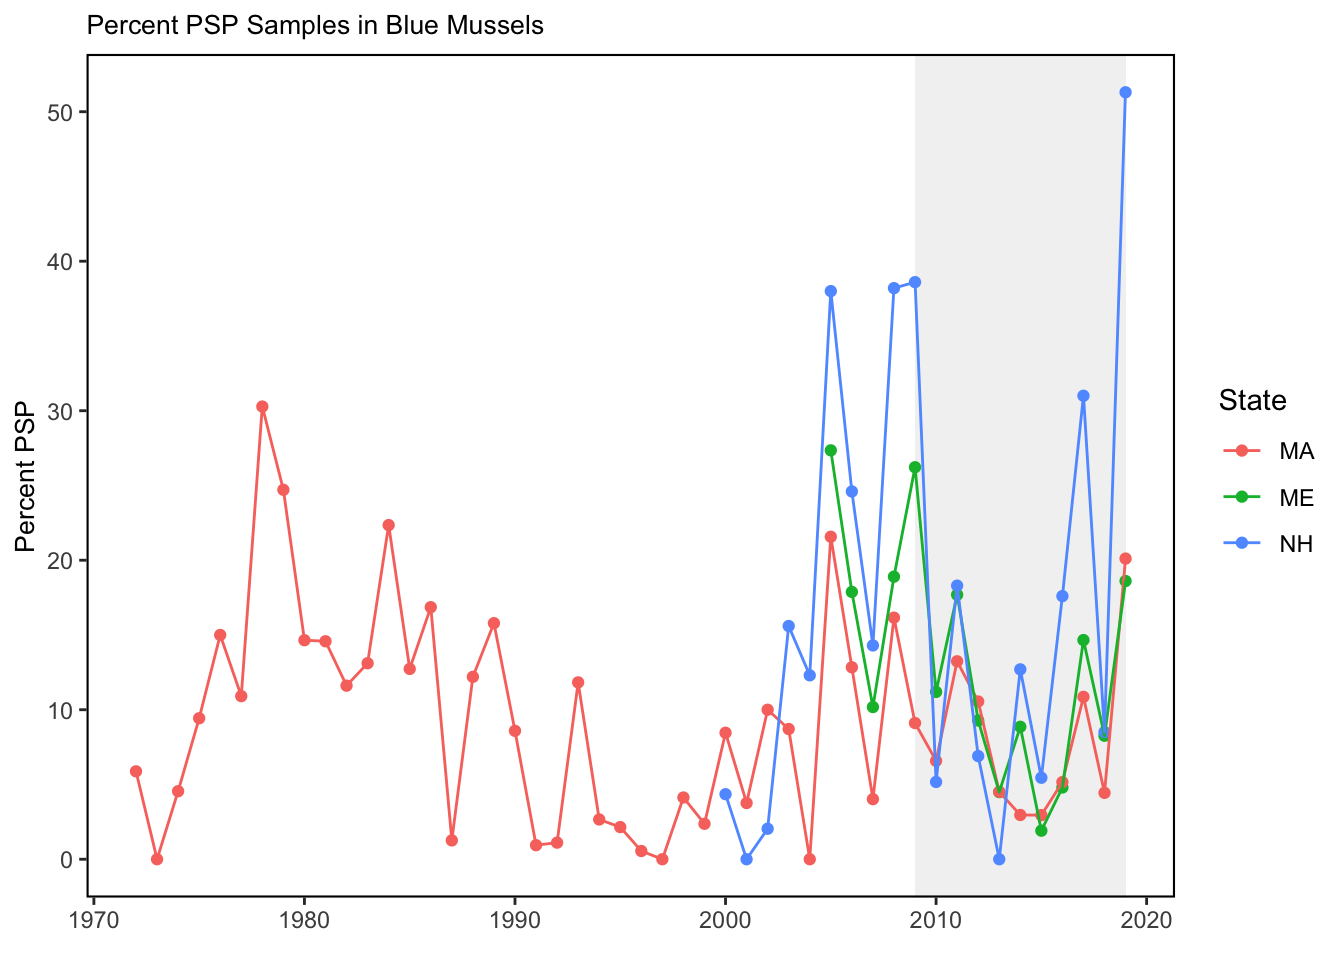 Percent PSP Samples in Blue Mussels
50
40
30
20
10
0
Percent PSP
1970 1980 1990 2000 2010 2020
State
MA
ME
NH